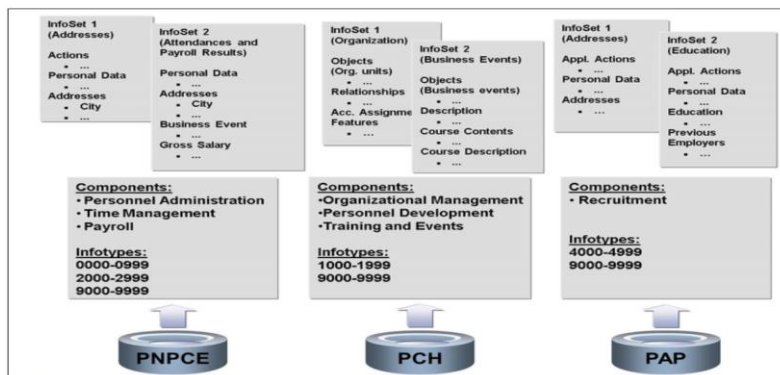 InfoSet 1
(Addresses)
Actions
• ...
Personal Data
• ...
Addresses
• City
• ...
InfoSet 2
(Attendances and
Payroll Results)
Personal Data
• ...
Addresses
• City
• ...
Business Event
• ...
Gross Salary
• ...
Components:
• Personnel Administration
• Time Management
• Payroll
Infotypes:
0000-0999
2000-2999
9000-9999
PNPCE
InfoSet 1
(Organization)
Objects
(Org. units)
• ...
Relationships
• ...
Acc. Assignme
Features
• ...
InfoSet 2
(Business Events)
Objects
(Business events)
• ...
Description
• ...
Course Contents
• ...
Course Description
• ...
Components:
•Organizational Management
•Personnel Development
•Training and Events
Infotypes:
1000-1999
9000-9999
PCH
InfoSet 1
(Addresses)
Appl. Actions
• ...
Personal Data
• ...
Addresses
• ...
InfoSet 2
(Education)
Appl. Actions
• ...
Personal Data
• ...
Education
• ...
Previous
Employers
• ...
Components:
• Recruitment
Infotypes:
4000-4999
9000-9999
PAP